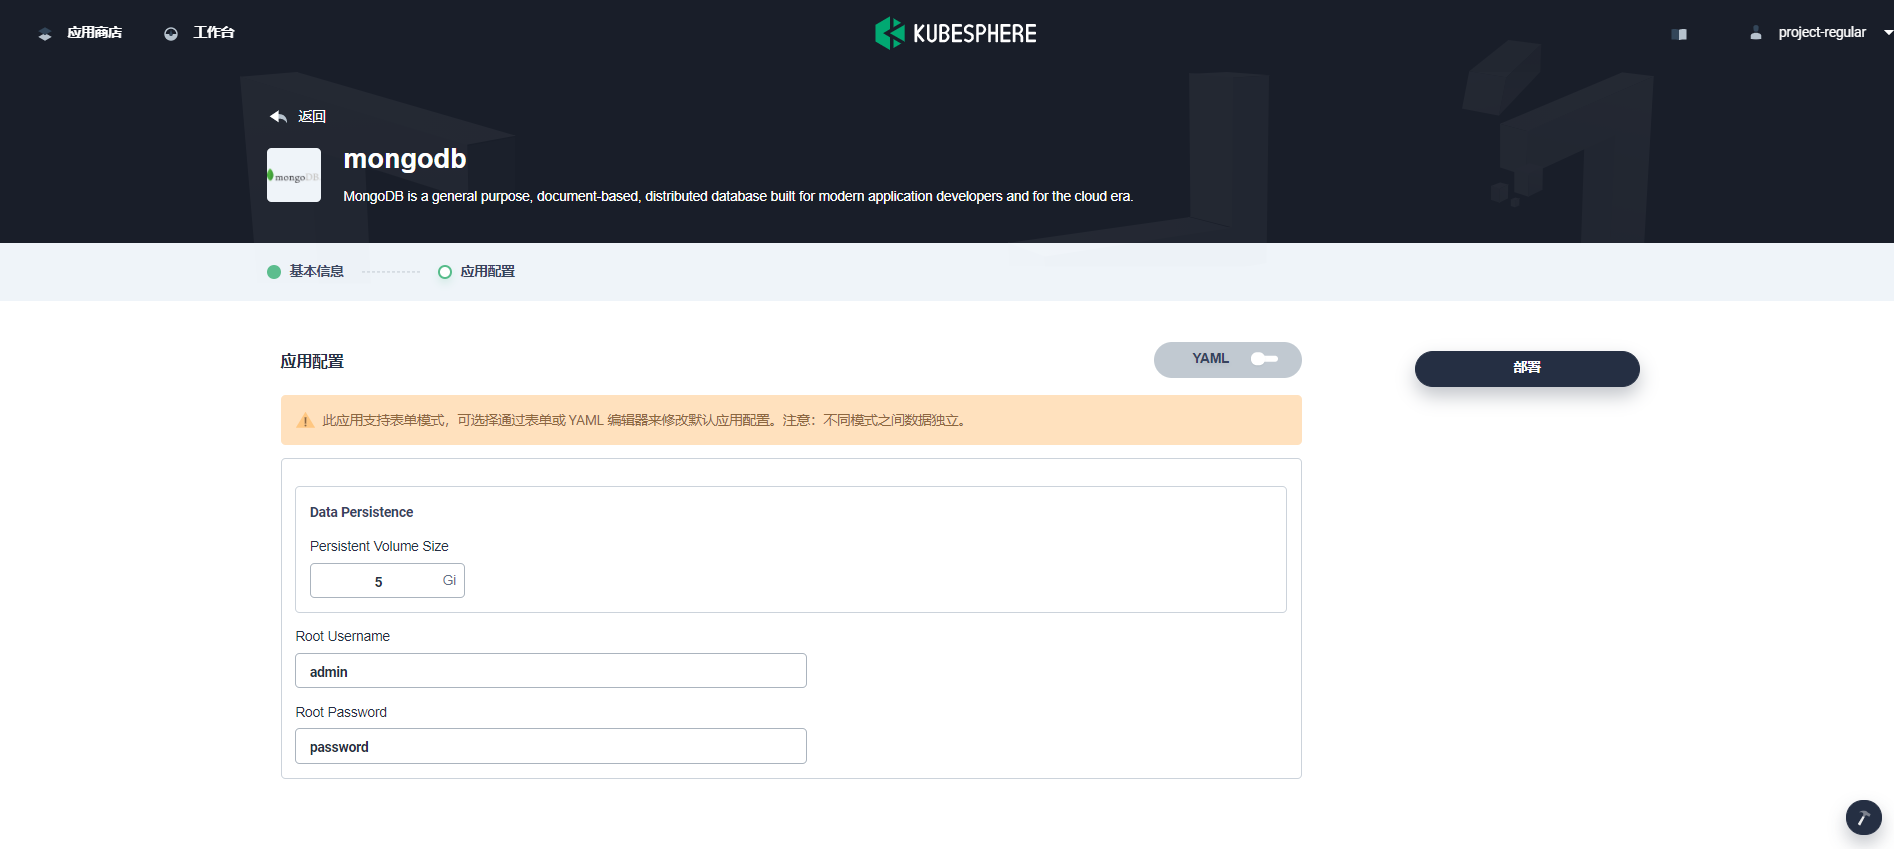 应用商店 工作台 KUBESPHERE project-regular
返回
mongoDB
mongodb
MongoDB is a general purpose, document-based, distributed database built for modern application developers and for the cloud era.
基本信息 应用配置
应用配置 YAML 部署
此应用支持表单模式，可选择通过表单或 YAML 编辑器来修改默认应用配置。注意：不同模式之间数据独立。
Data Persistence
Persistent Volume Size
5 Gi
Root Username
admin
Root Password
password